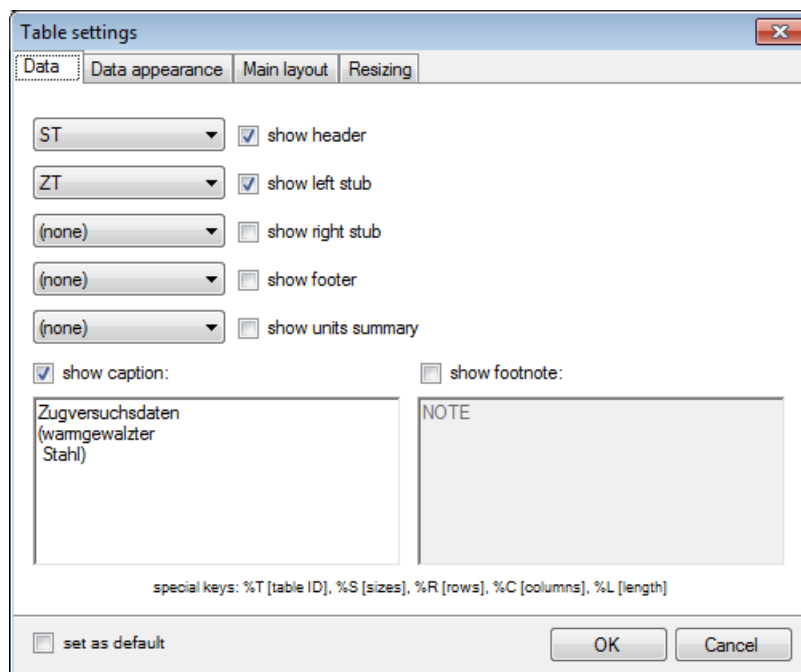 Table settings
Data Data appearance Main layout Resizing
ST show header
ZT show left stub
(none) show right stub
(none) show footer
(none) show units summary
show caption: show footnote:
Zugversuchsdaten NOTE
(warmgewalzter
Stahl)
special keys: %T [table ID], %S [sizes], %R [rows], %C [columns], %L [length]
set as default OK Cancel